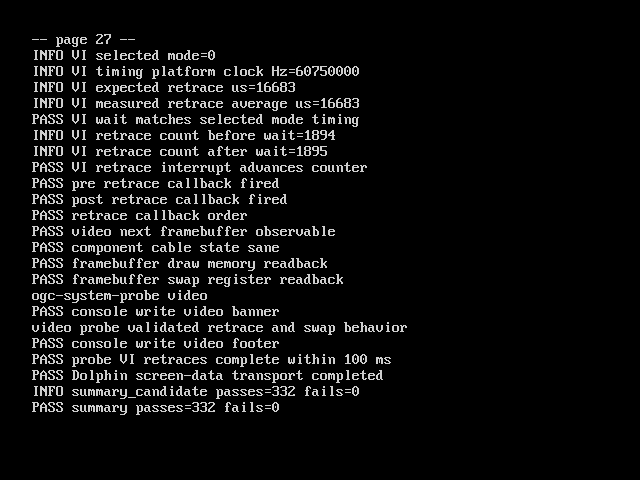 -- page 27 --
INFO VI selected mode=0
INFO VI timing platform clock Hz=60750000
INFO VI expected retrace us=16683
INFO VI measured retrace average us=16683
PASS VI wait matches selected mode timing
INFO VI retrace count before wait=1894
INFO VI retrace count after wait=1895
PASS VI retrace interrupt advances counter
PASS pre retrace callback fired
PASS post retrace callback fired
PASS retrace callback order
PASS video next framebuffer observable
PASS component cable state sane
PASS framebuffer draw memory readback
PASS framebuffer swap register readback
ogc-system-probe video
PASS console write video banner
video probe validated retrace and swap behavior
PASS console write video footer
PASS probe VI retraces complete within 100 ms
PASS Dolphin screen-data transport completed
INFO summary_candidate passes=332 fails=0
PASS summary passes=332 fails=0